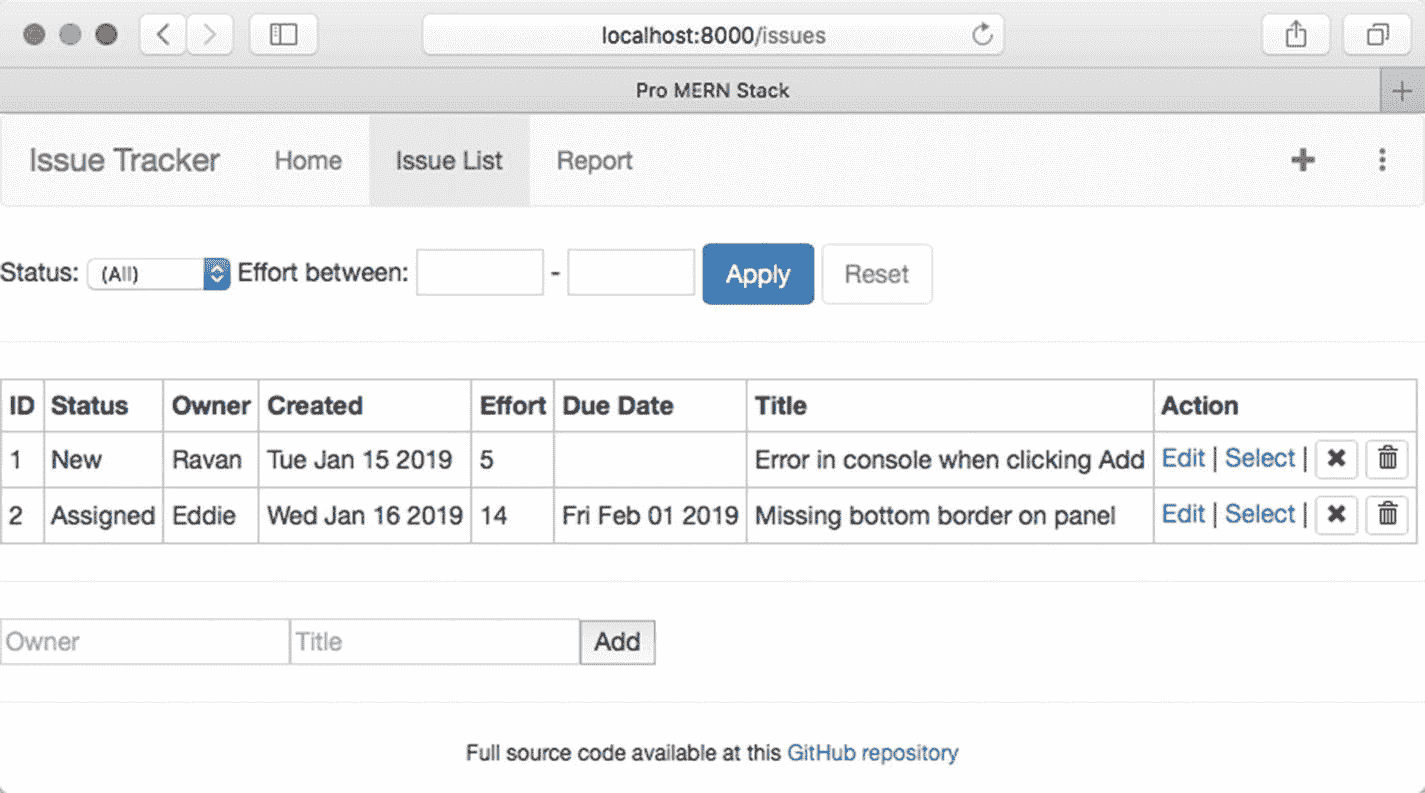 localhost:8000/issues
Pro MERN Stack
Issue Tracker Home Issue List Report
Status: (All) Effort between: - Apply Reset
ID Status Owner Created Effort Due Date Title Action
1 New Ravan Tue Jan 15 2019 5 Error in console when clicking Add Edit | Select |
2 Assigned Eddie Wed Jan 16 2019 14 Fri Feb 01 2019 Missing bottom border on panel Edit | Select |
Owner Title Add
Full source code available at this GitHub repository